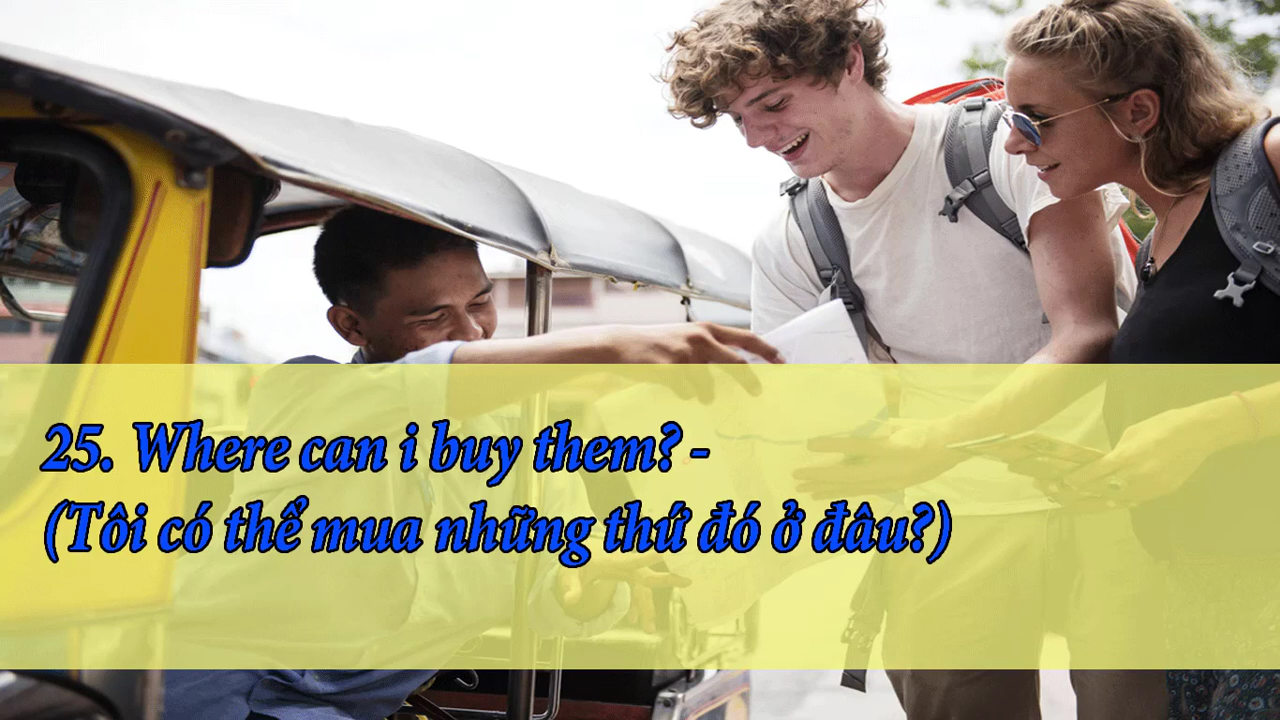 25. Where can i buy them? -
(Tôi có thể mua những thứ đó ở đâu?)